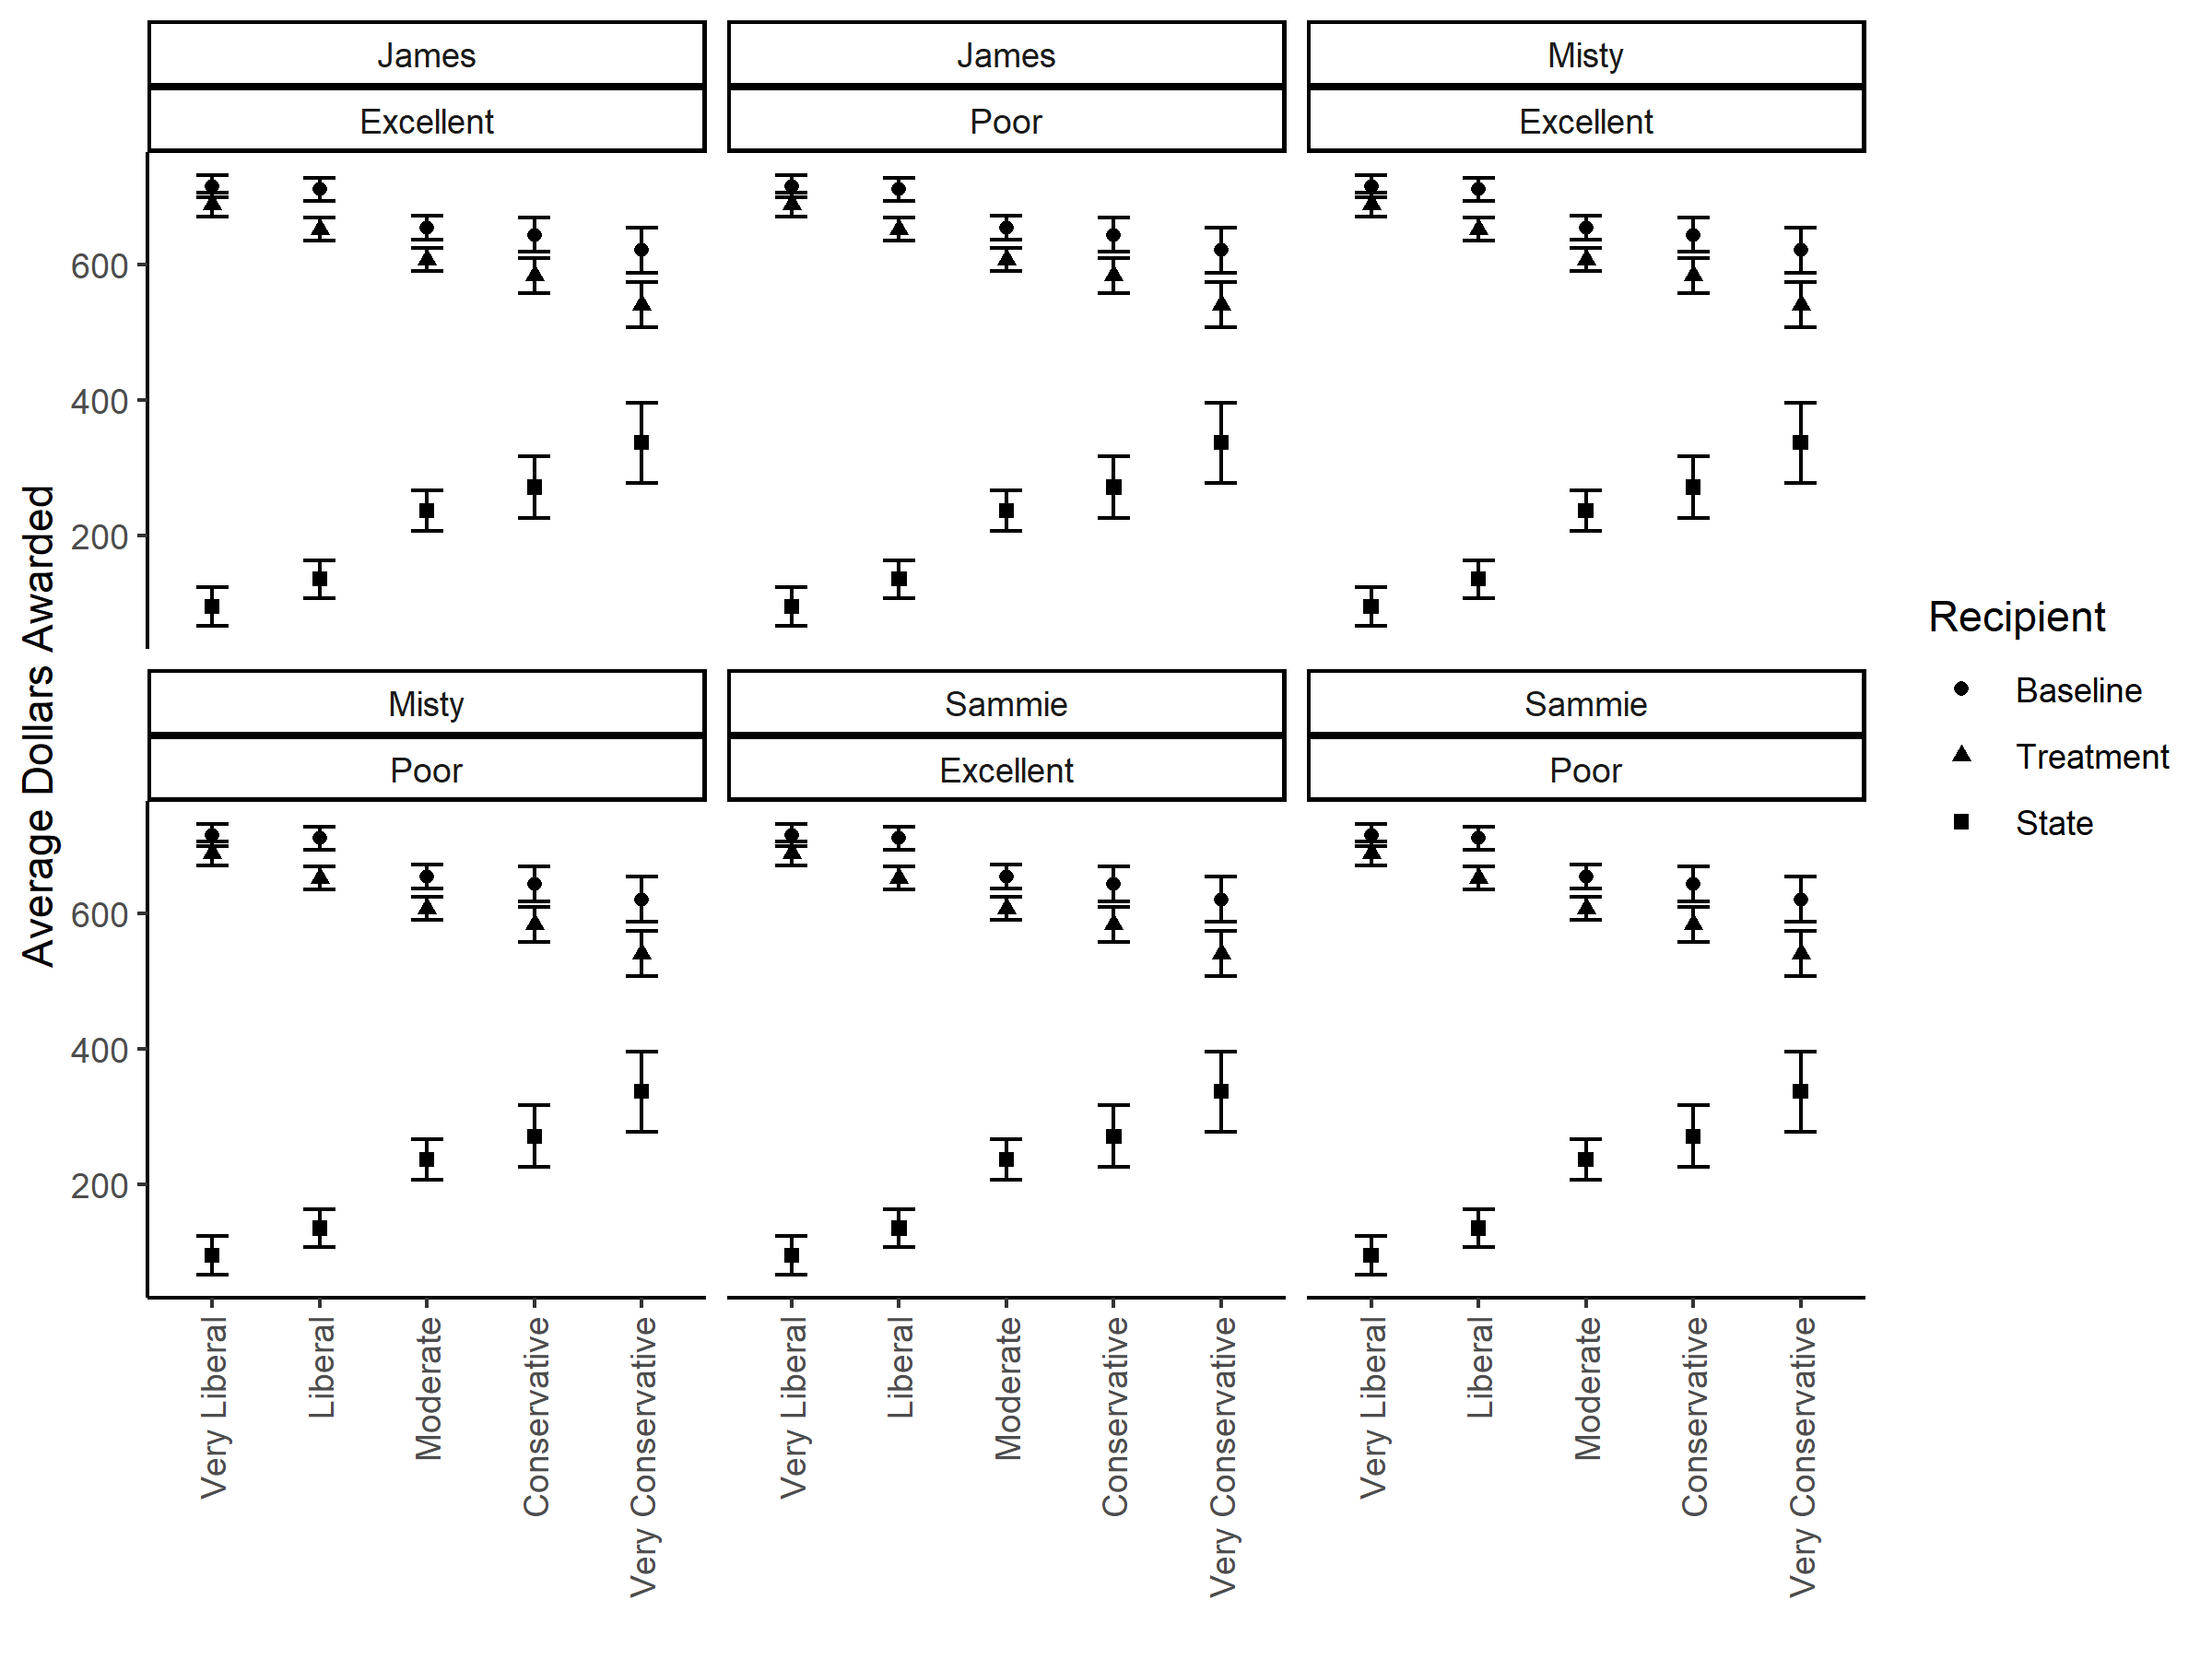 James
James
Misty
Excellent
Poor
Excellent
600
400
200
Average Dollars Awarded
Misty
Sammie
Sammie
Poor
Excellent
Poor
600
400
200
Very Liberal
Liberal
Moderate
Conservative
Very Conservative
Very Liberal
Liberal
Moderate
Conservative
Very Conservative
Very Liberal
Liberal
Moderate
Conservative
Very Conservative
Recipient
Baseline
Treatment
State